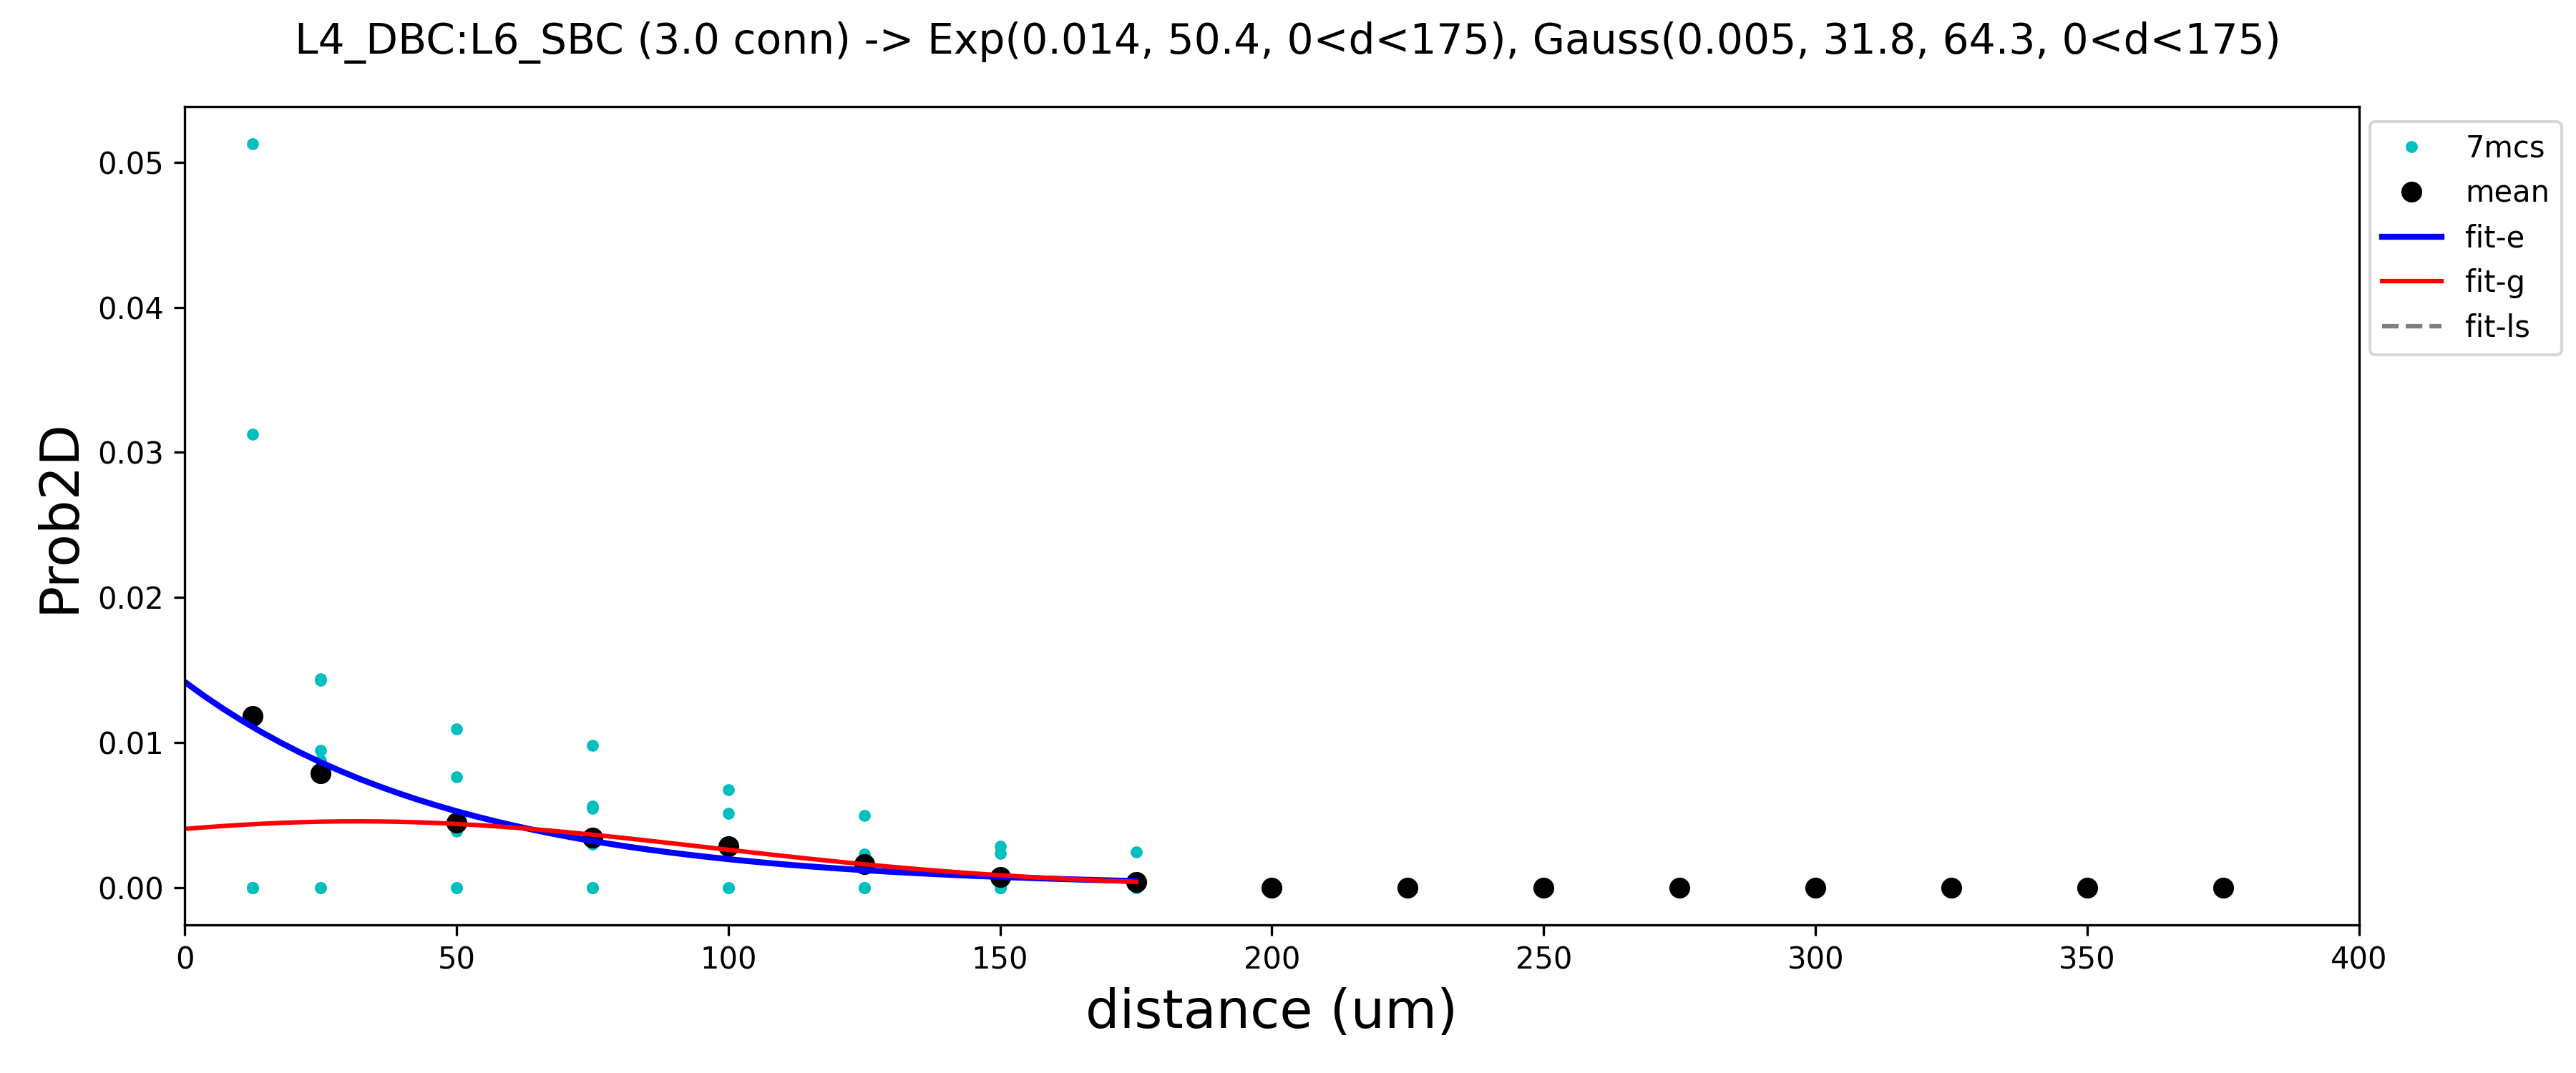 L4_DBC:L6_SBC (3.0 conn) -> Exp(0.014, 50.4, 0<d<175), Gauss(0.005, 31.8, 64.3, 0<d<175)
7mcs
mean
fit-e
fit-g
fit-ls
Prob2D
0.05
0.04
0.03
0.02
0.01
0.00
0 50 100 150 200 250 300 350 400
distance (um)